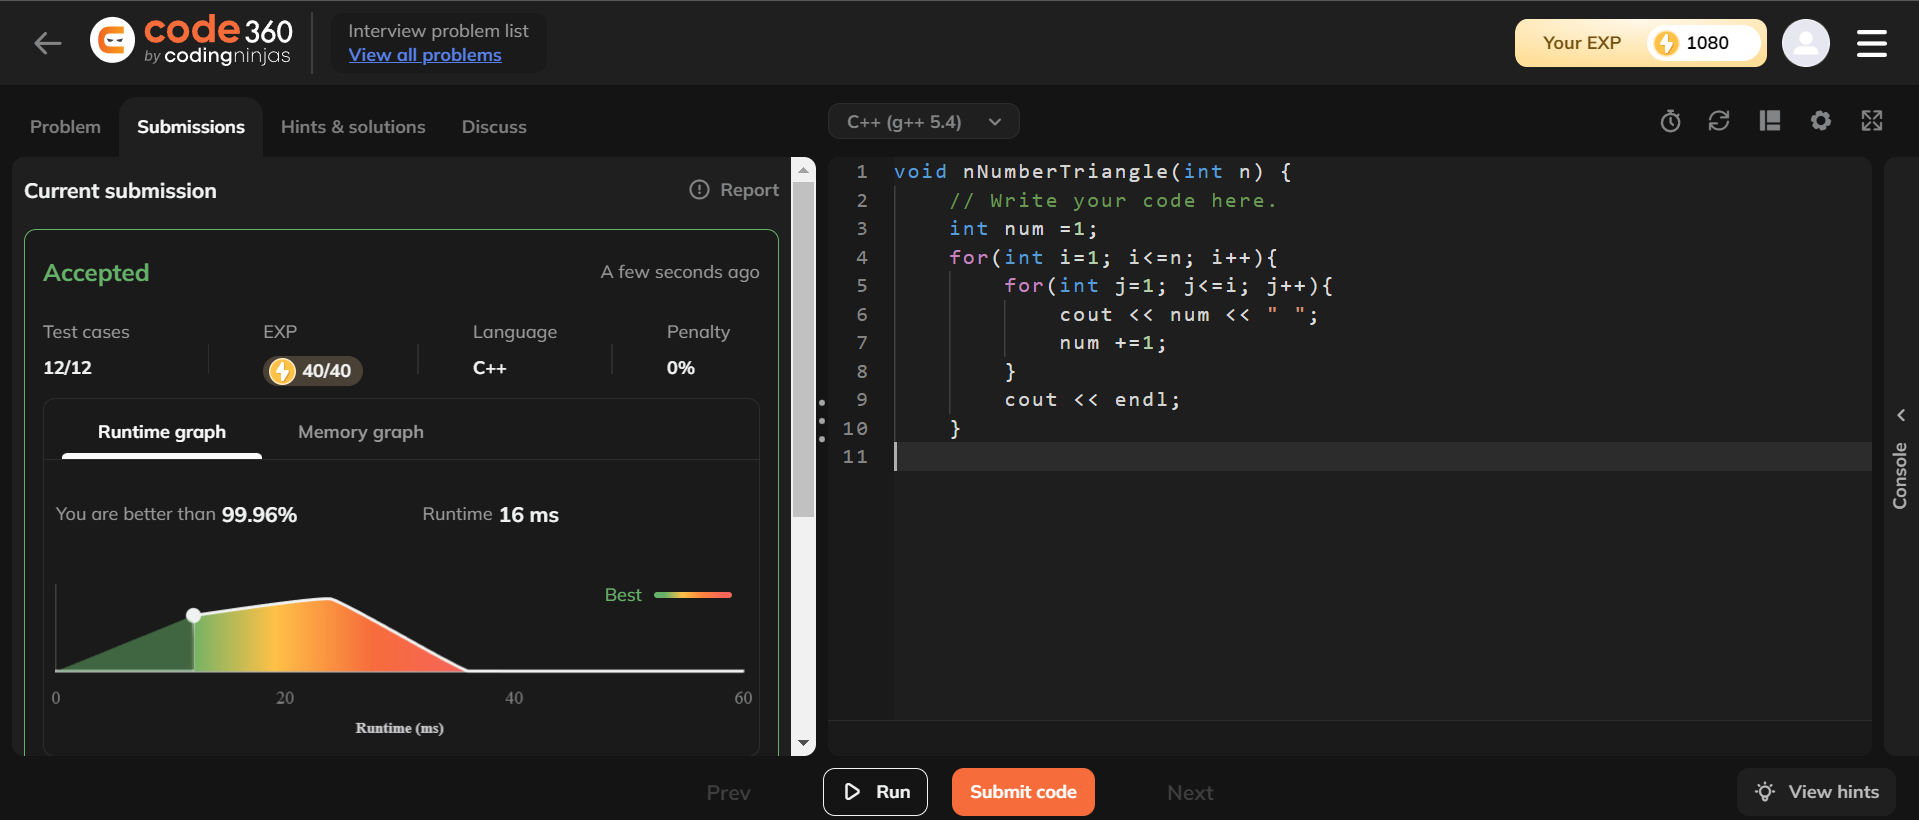 code 360
by codingninjas
Interview problem list
View all problems
Your EXP 1080
Problem Submissions Hints & solutions Discuss
Current submission Report
Accepted A few seconds ago
Test cases EXP Language Penalty
12/12 40/40 C++ 0%
Runtime graph Memory graph
You are better than 99.96% Runtime 16 ms
Best
0 20 40 60
Runtime (ms)
C++ (g++ 5.4)
1 void nNumberTriangle(int n) {
2 // Write your code here.
3 int num =1;
4 for(int i=1; i<=n; i++){
5 for(int j=1; j<=i; j++){
6 cout << num << " ";
7 num +=1;
8 }
9 cout << endl;
10 }
11
Console
Prev Run Submit code Next View hints